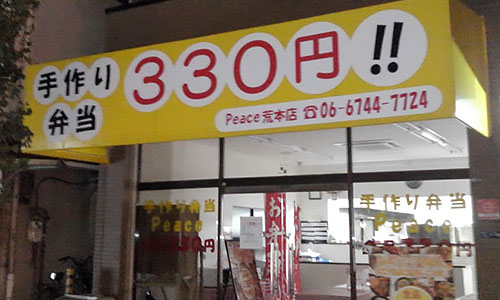 手作り
弁当
330円!!
Peace荒本店 ☎06-6744-7724
手作り弁当
Peace
手作り弁当
Peace